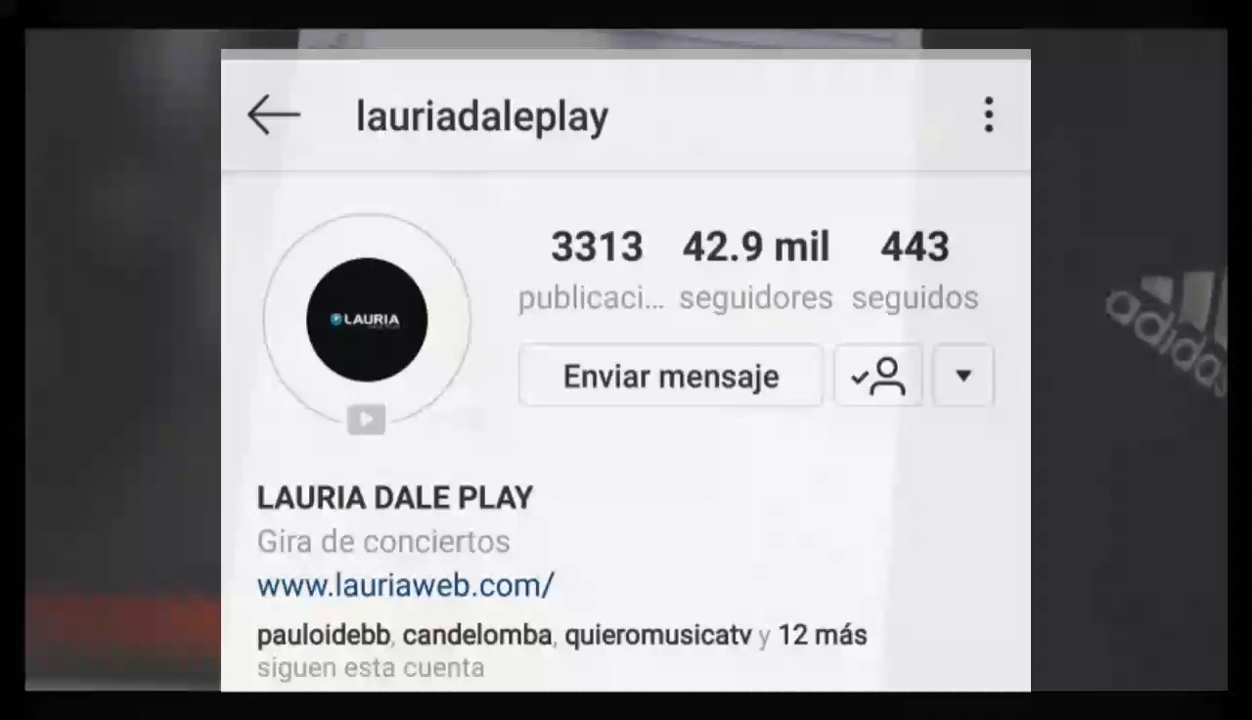 lauriadaleplay
3313 42.9 mil 443
publicaci... seguidores seguidos
LAURIA
Enviar mensaje
LAURIA DALE PLAY
Gira de conciertos
www.lauriaweb.com/
pauloidebb, candelomba, quieromusicatv y 12 más
siguen esta cuenta
adidas